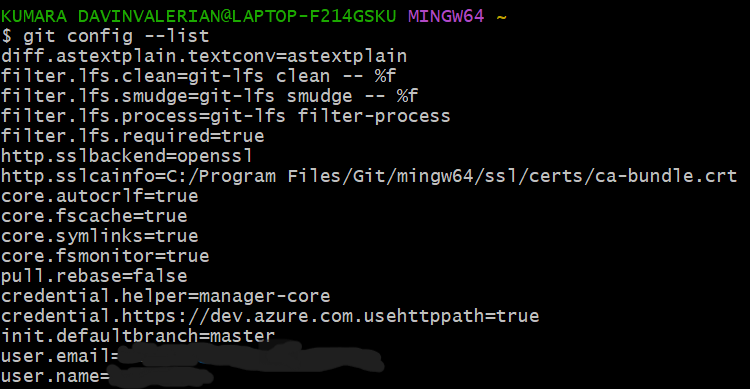 KUMARA DAVINVALERIAN@LAPTOP-F214GSKU MINGW64 ~
$ git config --list
diff.astextplain.textconv=astextplain
filter.lfs.clean=git-lfs clean -- %f
filter.lfs.smudge=git-lfs smudge -- %f
filter.lfs.process=git-lfs filter-process
filter.lfs.required=true
http.sslbackend=openssl
http.sslcainfo=C:/Program Files/Git/mingw64/ssl/certs/ca-bundle.crt
core.autocrlf=true
core.fscache=true
core.symlinks=true
core.fsmonitor=true
pull.rebase=false
credential.helper=manager-core
credential.https://dev.azure.com.usehttppath=true
init.defaultbranch=master
user.email=
user.name=